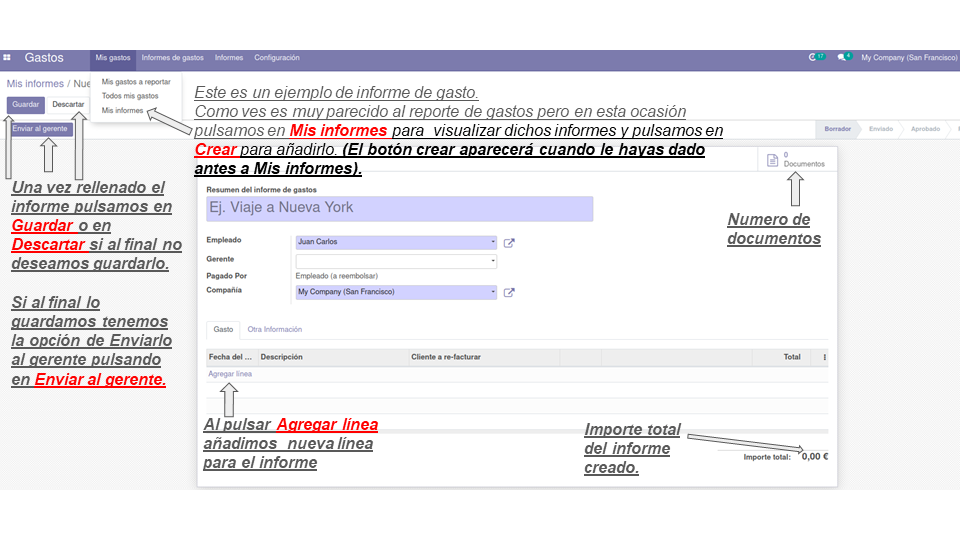 Gastos
Mis gastos
Informes de gastos
Informes
Configuración
17
4
My Company (San Francisco)
Mis informes / Nue
Mis gastos a reportar
Todos mis gastos
Mis informes
Guardar
Descartar
Enviar al gerente
Borrador
Enviado
Aprobado
Este es un ejemplo de informe de gasto.
Como ves es muy parecido al reporte de gastos pero en esta ocasión
pulsamos en Mis informes para visualizar dichos informes y pulsamos en
Crear para añadirlo. (El botón crear aparecerá cuando le hayas dado
antes a Mis informes).
0
Documentos
Una vez rellenado el
informe pulsamos en
Guardar o en
Descartar si al final no
deseamos guardarlo.
Si al final lo
guardamos tenemos
la opción de Enviarlo
al gerente pulsando
en Enviar al gerente.
Numero de
documentos
Resumen del informe de gastos
Ej. Viaje a Nueva York
Empleado
Juan Carlos
Gerente
Pagado Por
Empleado (a reembolsar)
Compañía
My Company (San Francisco)
Gasto
Otra Información
Fecha del ...
Descripción
Cliente a re-facturar
Total
Agregar línea
Al pulsar Agregar línea
añadimos nueva línea
para el informe
Importe total
del informe
creado.
Importe total:
0,00 €